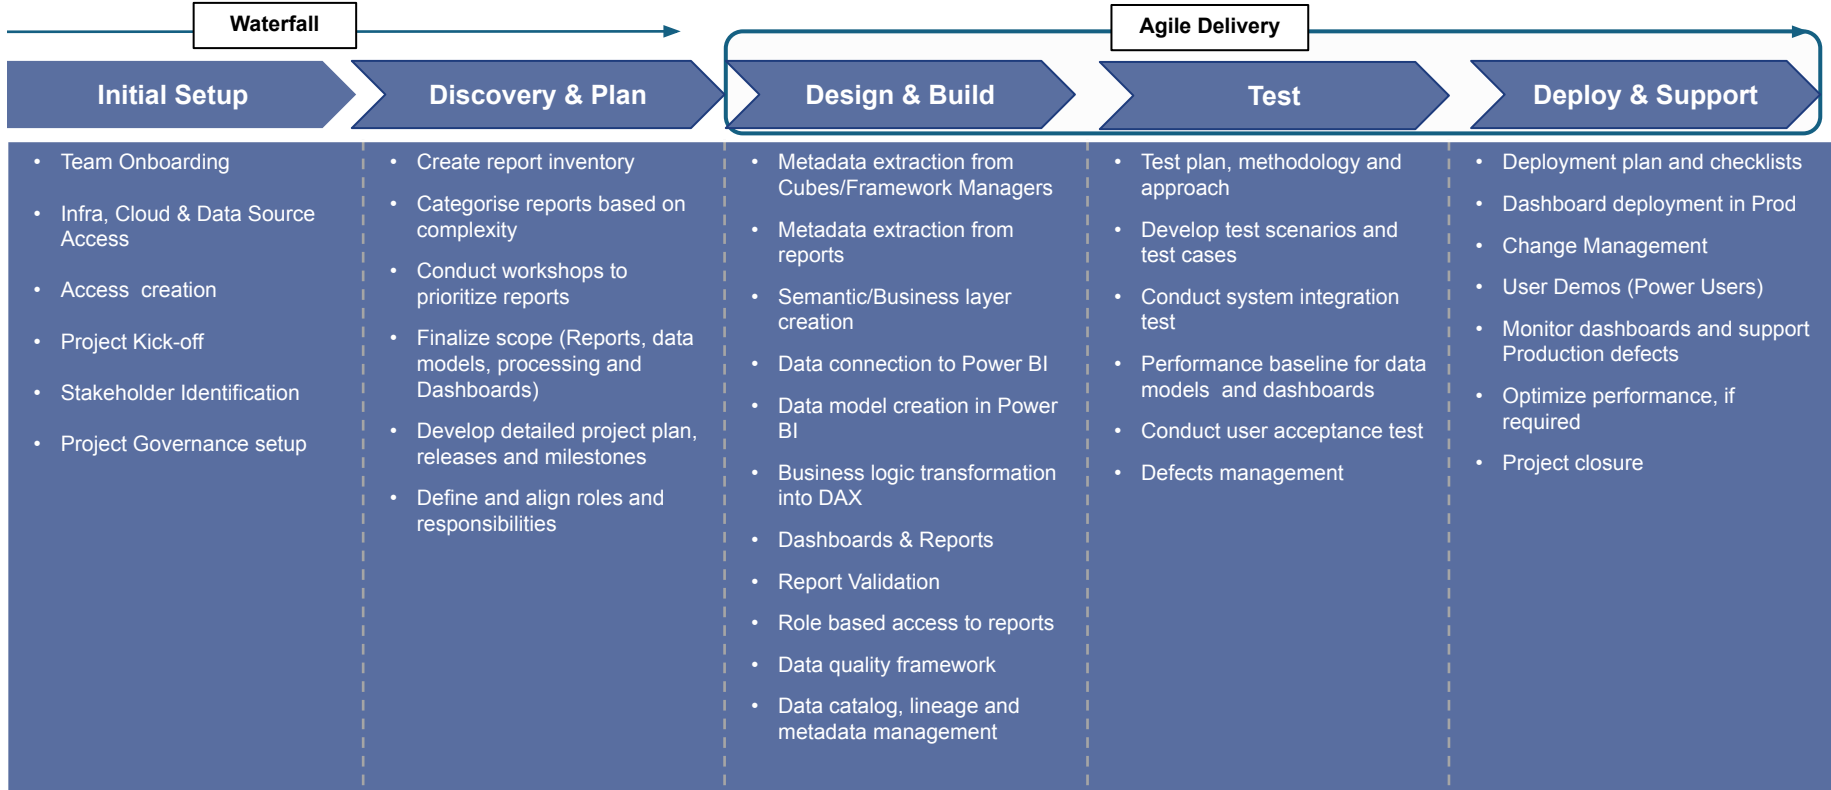 Waterfall
Agile Delivery
Initial Setup
Discovery & Plan
Design & Build
Test
Deploy & Support
• Team Onboarding
• Infra, Cloud & Data Source
Access
• Access  creation
• Project Kick-off
• Stakeholder Identification
• Project Governance setup
• Create report inventory
• Categorise reports based on
complexity
• Conduct workshops to
prioritize reports
• Finalize scope (Reports, data
models, processing and
Dashboards)
• Develop detailed project plan,
releases and milestones
• Define and align roles and
responsibilities
• Metadata extraction from
Cubes/Framework Managers
• Metadata extraction from
reports
• Semantic/Business layer
creation
• Data connection to Power BI
• Data model creation in Power
BI
• Business logic transformation
into DAX
• Dashboards & Reports
• Report Validation
• Role based access to reports
• Data quality framework
• Data catalog, lineage and
metadata management
• Test plan, methodology and
approach
• Develop test scenarios and
test cases
• Conduct system integration
test
• Performance baseline for data
models  and dashboards
• Conduct user acceptance test
• Defects management
• Deployment plan and checklists
• Dashboard deployment in Prod
• Change Management
• User Demos (Power Users)
• Monitor dashboards and support
Production defects
• Optimize performance, if
required
• Project closure